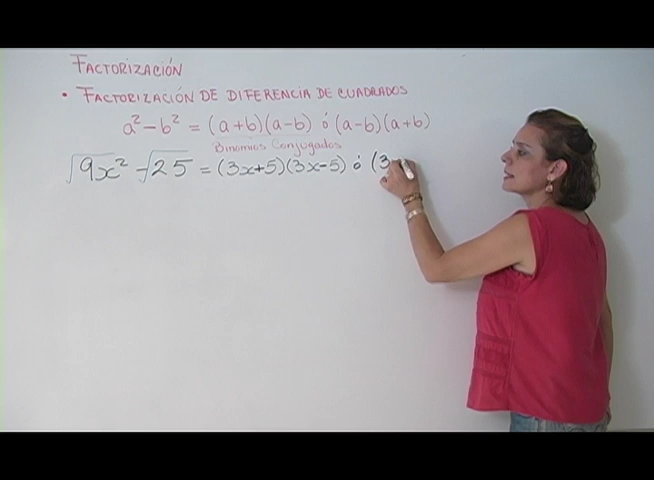 FACTORIZACIÓN
• FACTORIZACIÓN DE DIFERENCIA DE CUADRADOS
a² − b² = (a+b)(a−b) ó (a−b)(a+b)
Binomios Conjugados
√9x² − √25 = (3x+5)(3x−5) ó (3